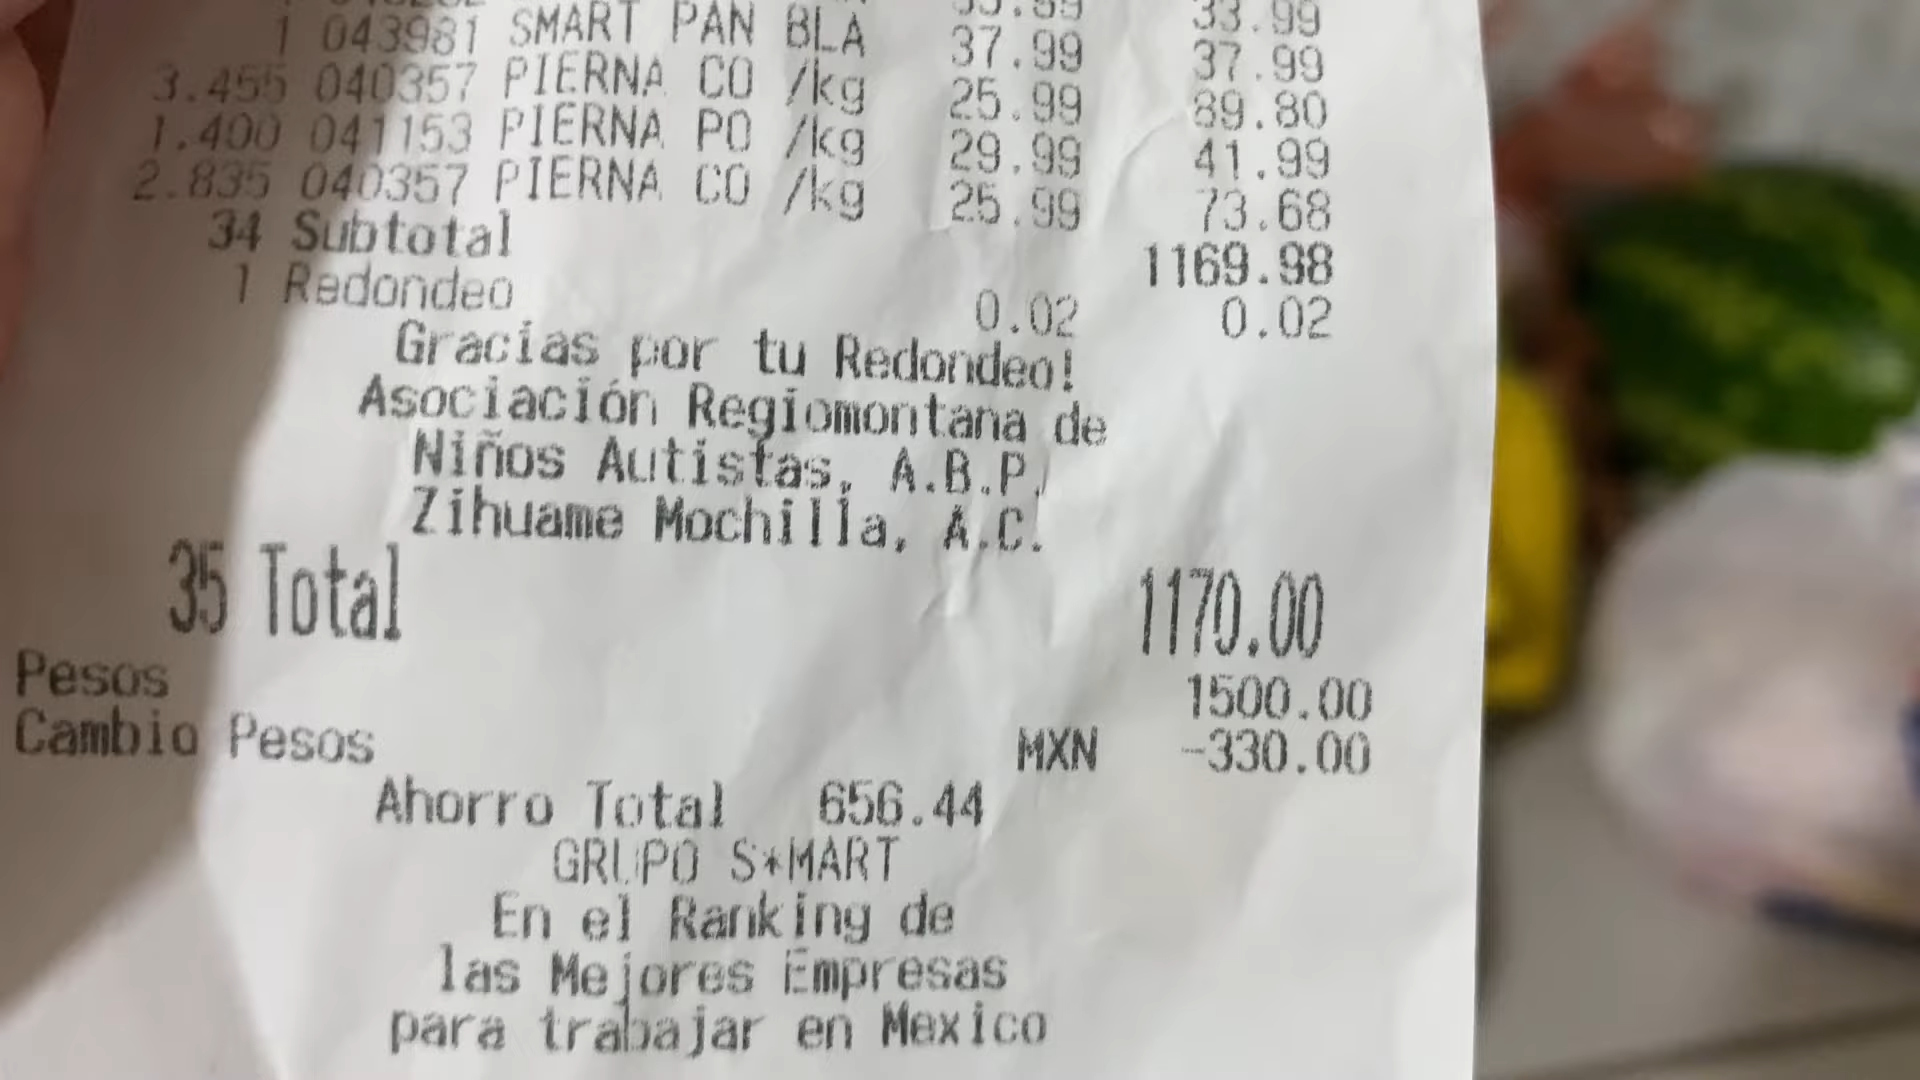 33.99
1 043981 SMART PAN BLA 37.99 37.99
3.455 040357 PIERNA CO /kg 25.99 89.80
1.400 041153 PIERNA PO /kg 29.99 41.99
2.835 040357 PIERNA CO /kg 25.99 73.68
34 Subtotal 1169.98
1 Redondeo 0.02 0.02
Gracias por tu Redondeo!
Asociación Regiomontana de
Niños Autistas, A.B.P.
Zihuame Mochilla, A.C.
35 Total 1170.00
Pesos 1500.00
Cambio Pesos MXN -330.00
Ahorro Total 656.44
GRUPO S*MART
En el Ranking de
las Mejores Empresas
para trabajar en Mexico